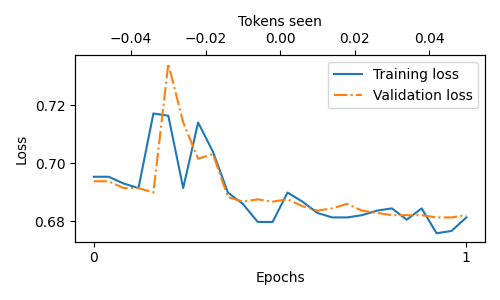 Tokens seen
−0.04 −0.02 0.00 0.02 0.04
Training loss
Validation loss
0.72
0.70
0.68
Loss
0 1
Epochs